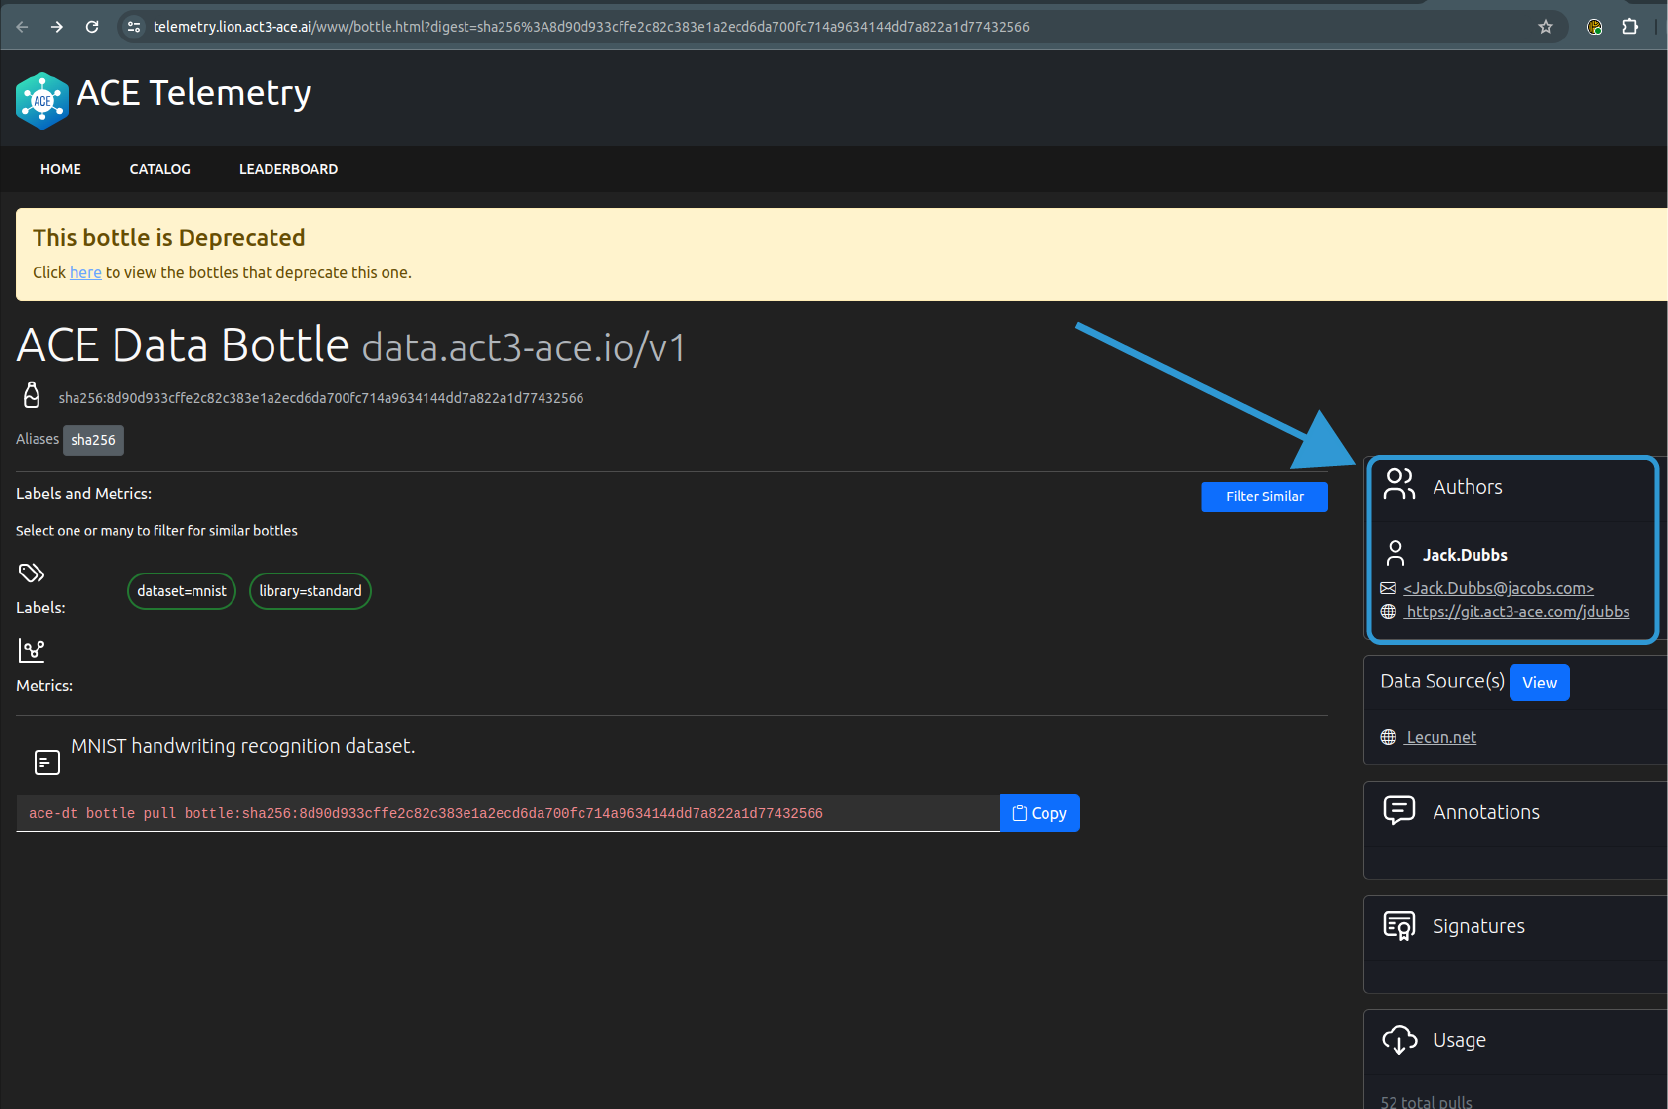 telemetry.lion.act3-ace.ai/www/bottle.html?digest=sha256%3A8d90d933cffe2c82c383e1a2ecd6da700fc714a9634144dd7a822a1d77432566
ACE
ACE Telemetry
HOME CATALOG LEADERBOARD
This bottle is Deprecated
Click here to view the bottles that deprecate this one.
ACE Data Bottle data.act3-ace.io/v1
sha256:8d90d933cffe2c82c383e1a2ecd6da700fc714a9634144dd7a822a1d77432566
Aliases sha256
Labels and Metrics:
Filter Similar
Select one or many to filter for similar bottles
Labels:
dataset=mnist library=standard
Metrics:
MNIST handwriting recognition dataset.
ace-dt bottle pull bottle:sha256:8d90d933cffe2c82c383e1a2ecd6da700fc714a9634144dd7a822a1d77432566
Copy
Authors
Jack.Dubbs
<Jack.Dubbs@jacobs.com>
https://git.act3-ace.com/jdubbs
Data Source(s) View
Lecun.net
Annotations
Signatures
Usage
52 total pulls